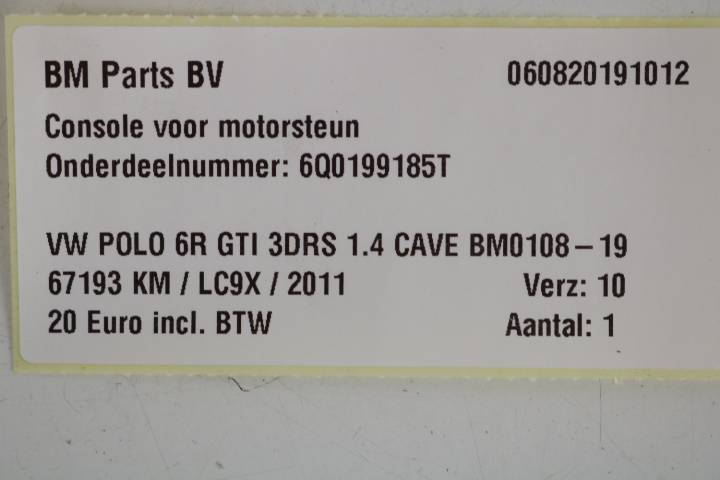 BM Parts BV 060820191012
Console voor motorsteun
Onderdeelnummer: 6Q0199185T
VW POLO 6R GTI 3DRS 1.4 CAVE BM0108-19
67193 KM / LC9X / 2011 Verz: 10
20 Euro incl. BTW Aantal: 1